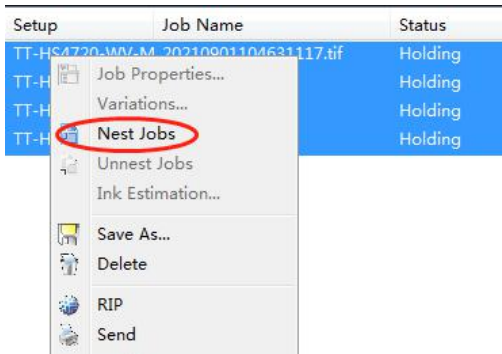 Setup Job Name Status
TT-HS4720-WV-M 20210901104631117.tif Holding
TT-H Holding
TT-H Holding
TT-H Holding
Job Properties...
Variations...
Nest Jobs
Unnest Jobs
Ink Estimation...
Save As...
Delete
RIP
Send